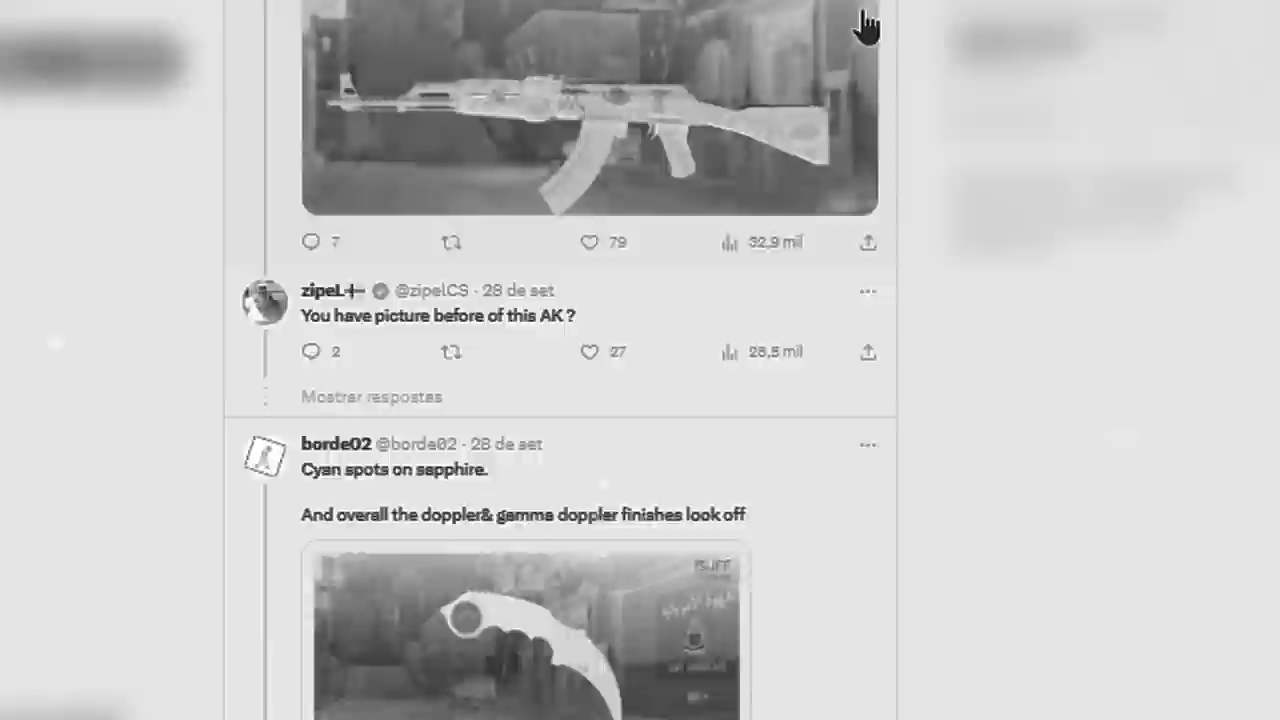 7 79 32,9 mil
zipeL @zipelCS · 28 de set
You have picture before of this AK ?
2 27 28,5 mil
Mostrar respostas
borde02 @borde02 · 28 de set
Cyan spots on sapphire.
And overall the doppler& gamma doppler finishes look off